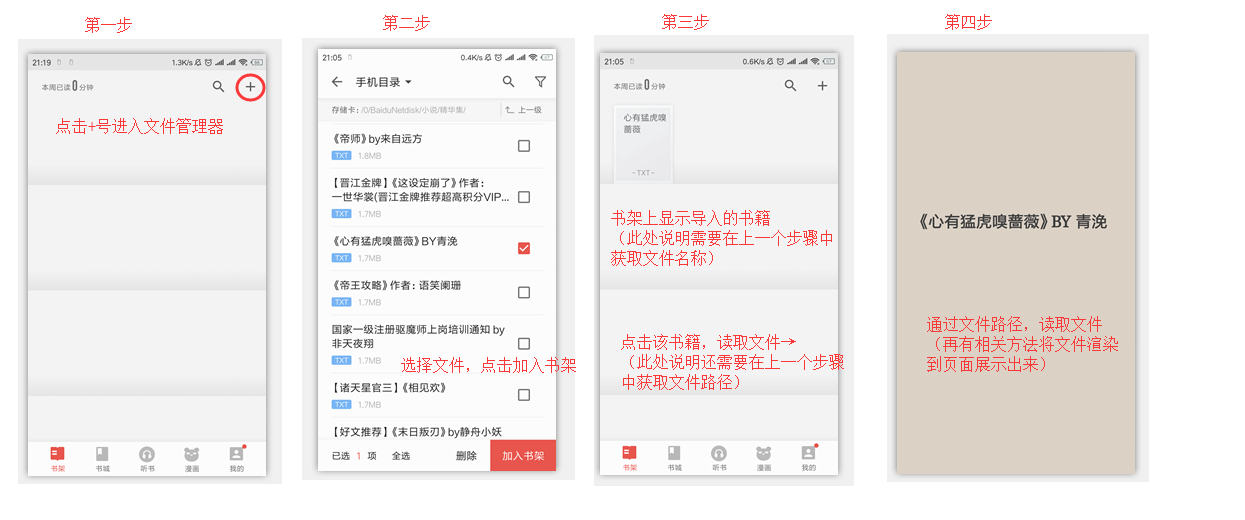 第一步
21:19
1.3K/s
本周已读0分钟
点击+号进入文件管理器
书架
书城
听书
漫画
我的
第二步
21:05
0.4K/s
手机目录
存储卡：/0/BaiduNetdisk/小说/精华集/
上一级
《帝师》by来自远方
TXT 1.8MB
【晋江金牌】《这设定崩了》作者：
一世华裳(晋江金牌推荐超高积分VIP...
TXT 1.7MB
《心有猛虎嗅蔷薇》BY青浼
TXT 1.7MB
《帝王攻略》作者：语笑阑珊
TXT 1.7MB
国家一级注册驱魔师上岗培训通知 by
非天夜翔
TXT 1.7MB
选择文件，点击加入书架
【诸天星官三】《相见欢》
TXT 1.7MB
【好文推荐】《末日叛刃》by静舟小妖
已选 1 项 全选 删除 加入书架
第三步
21:05
0.6K/s
本周已读0分钟
心有猛虎嗅
蔷薇
-TXT-
书架上显示导入的书籍
（此处说明需要在上一个步骤中
获取文件名称）
点击该书籍，读取文件→
（此处说明还需要在上一个步骤
中获取文件路径）
书架
书城
听书
漫画
我的
第四步
《心有猛虎嗅蔷薇》BY 青浼
通过文件路径，读取文件
（再有相关方法将文件渲染
到页面展示出来）